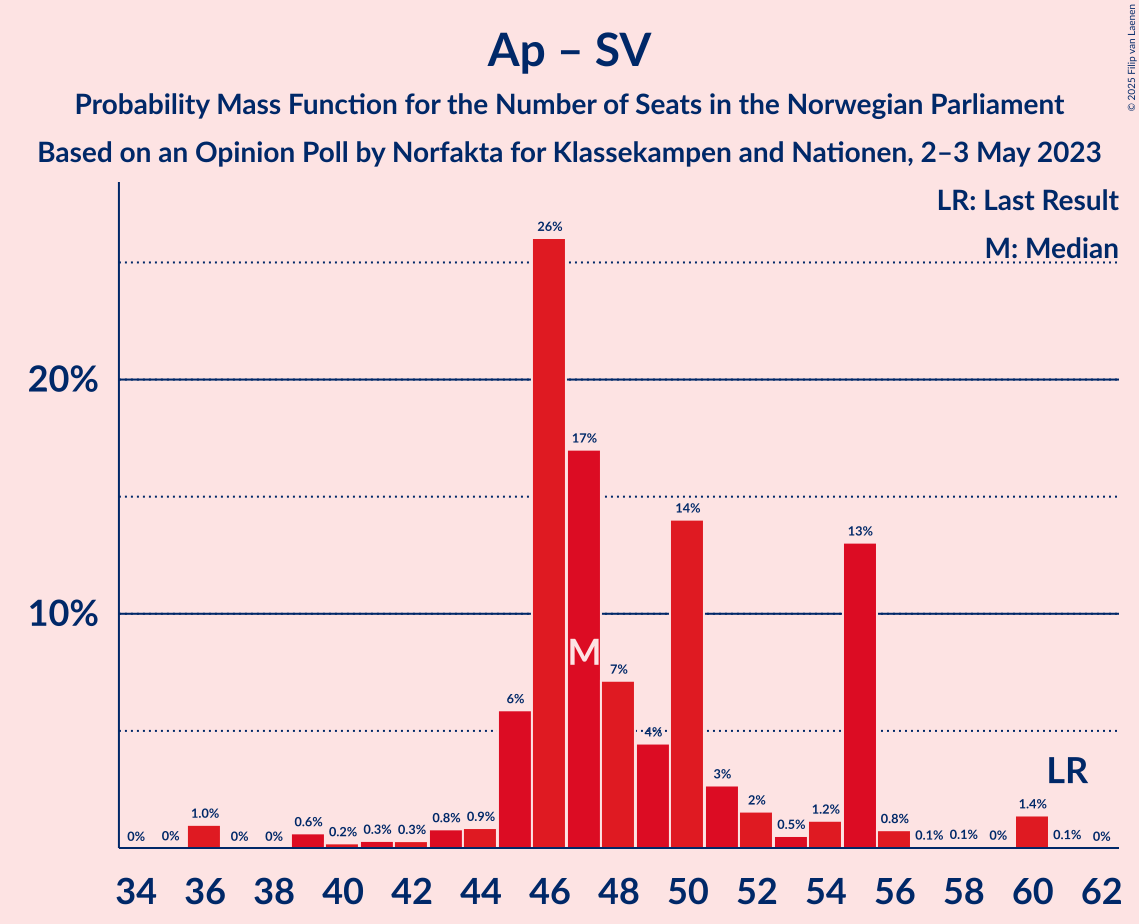 Ap – SV
Probability Mass Function for the Number of Seats in the Norwegian Parliament
Based on an Opinion Poll by Norfakta for Klassekampen and Nationen, 2–3 May 2023
© 2025 Filip van Laenen
LR: Last Result
M: Median
26%
20%
17%
14%
13%
10%
M
7%
6%
4%
LR
3%
2%
1.4%
1.2%
1.0%
0.9%
0.8%
0.8%
0.6%
0.5%
0.3%
0.3%
0.2%
0% 0% 0% 0% 0.1% 0.1% 0% 0.1% 0%
34 36 38 40 42 44 46 48 50 52 54 56 58 60 62